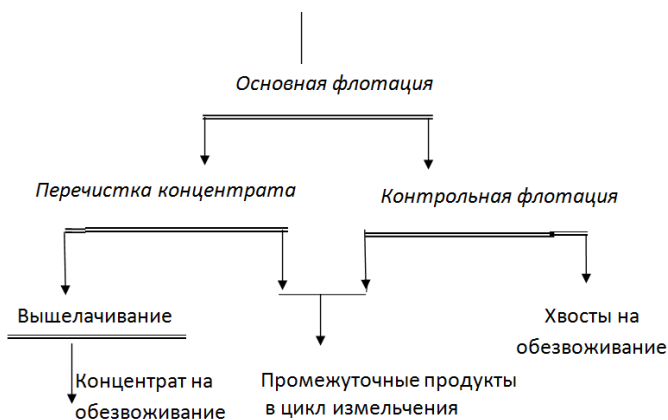 Основная флотация
Перечистка концентрата
Контрольная флотация
Выщелачивание
Хвосты на
обезвоживание
Концентрат на
обезвоживание
Промежуточные продукты
в цикл измельчения